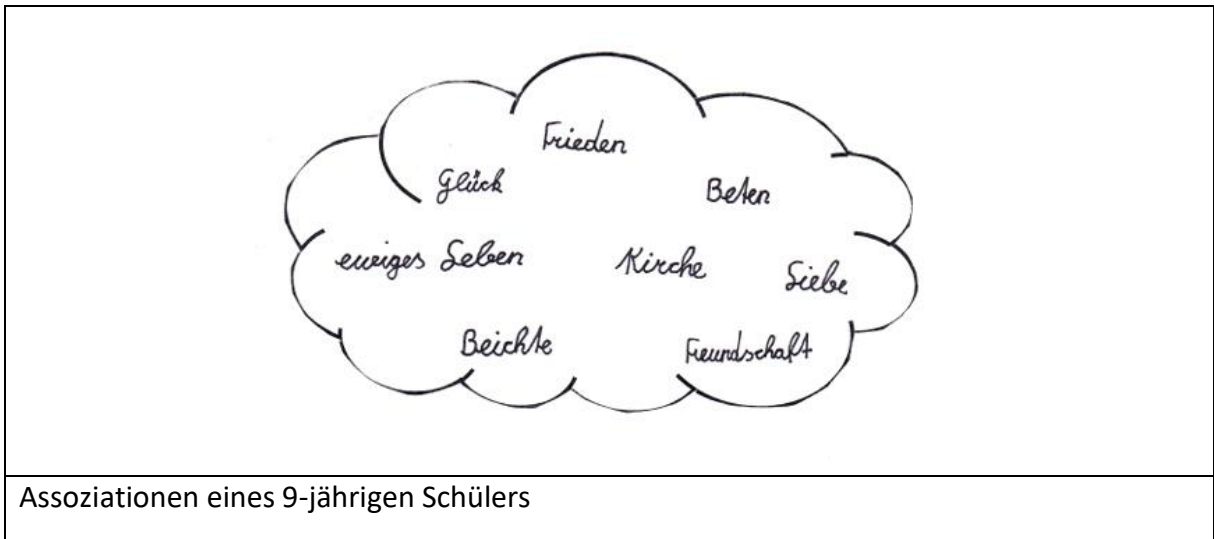 Frieden
Glück
Beten
ewiges Leben
Kirche
Liebe
Beichte
Freundschaft
Assoziationen eines 9-jährigen Schülers